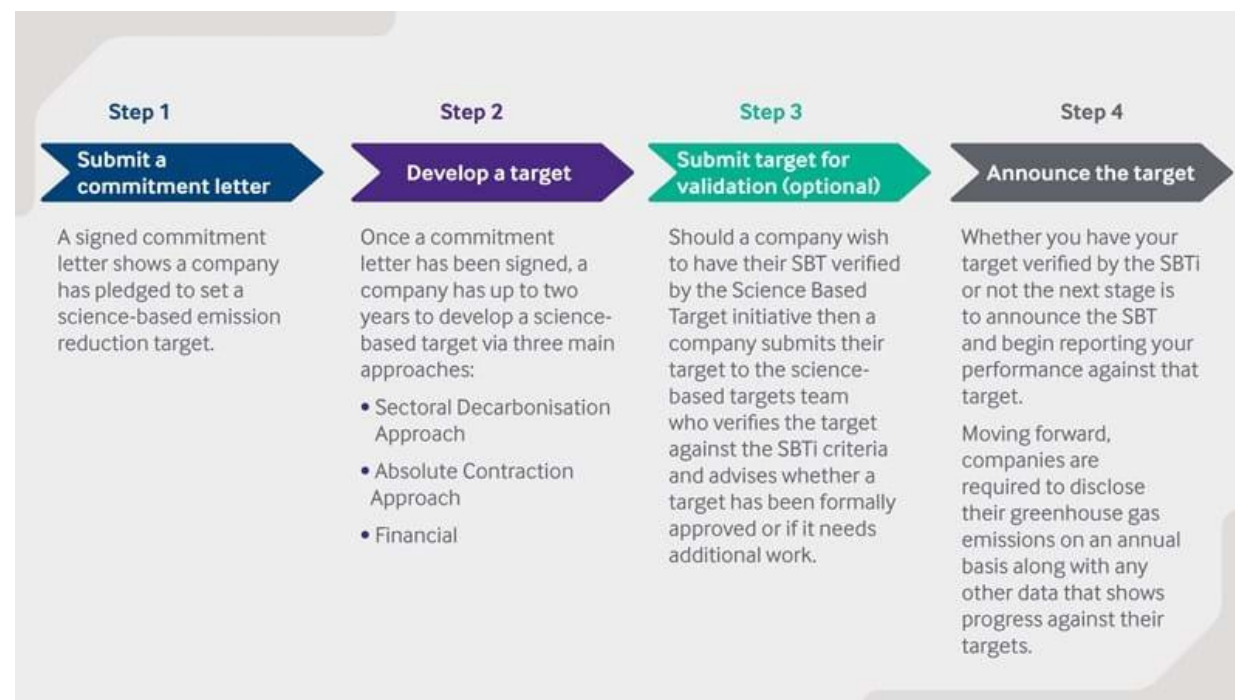 Step 1
Submit a
commitment letter
A signed commitment
letter shows a company
has pledged to set a
science-based emission
reduction target.
Step 2
Develop a target
Once a commitment
letter has been signed, a
company has up to two
years to develop a science-
based target via three main
approaches:
• Sectoral Decarbonisation
Approach
• Absolute Contraction
Approach
• Financial
Step 3
Submit target for
validation (optional)
Should a company wish
to have their SBT verified
by the Science Based
Target initiative then a
company submits their
target to the science-
based targets team
who verifies the target
against the SBTi criteria
and advises whether a
target has been formally
approved or if it needs
additional work.
Step 4
Announce the target
Whether you have your
target verified by the SBTi
or not the next stage is
to announce the SBT
and begin reporting your
performance against that
target.
Moving forward,
companies are
required to disclose
their greenhouse gas
emissions on an annual
basis along with any
other data that shows
progress against their
targets.